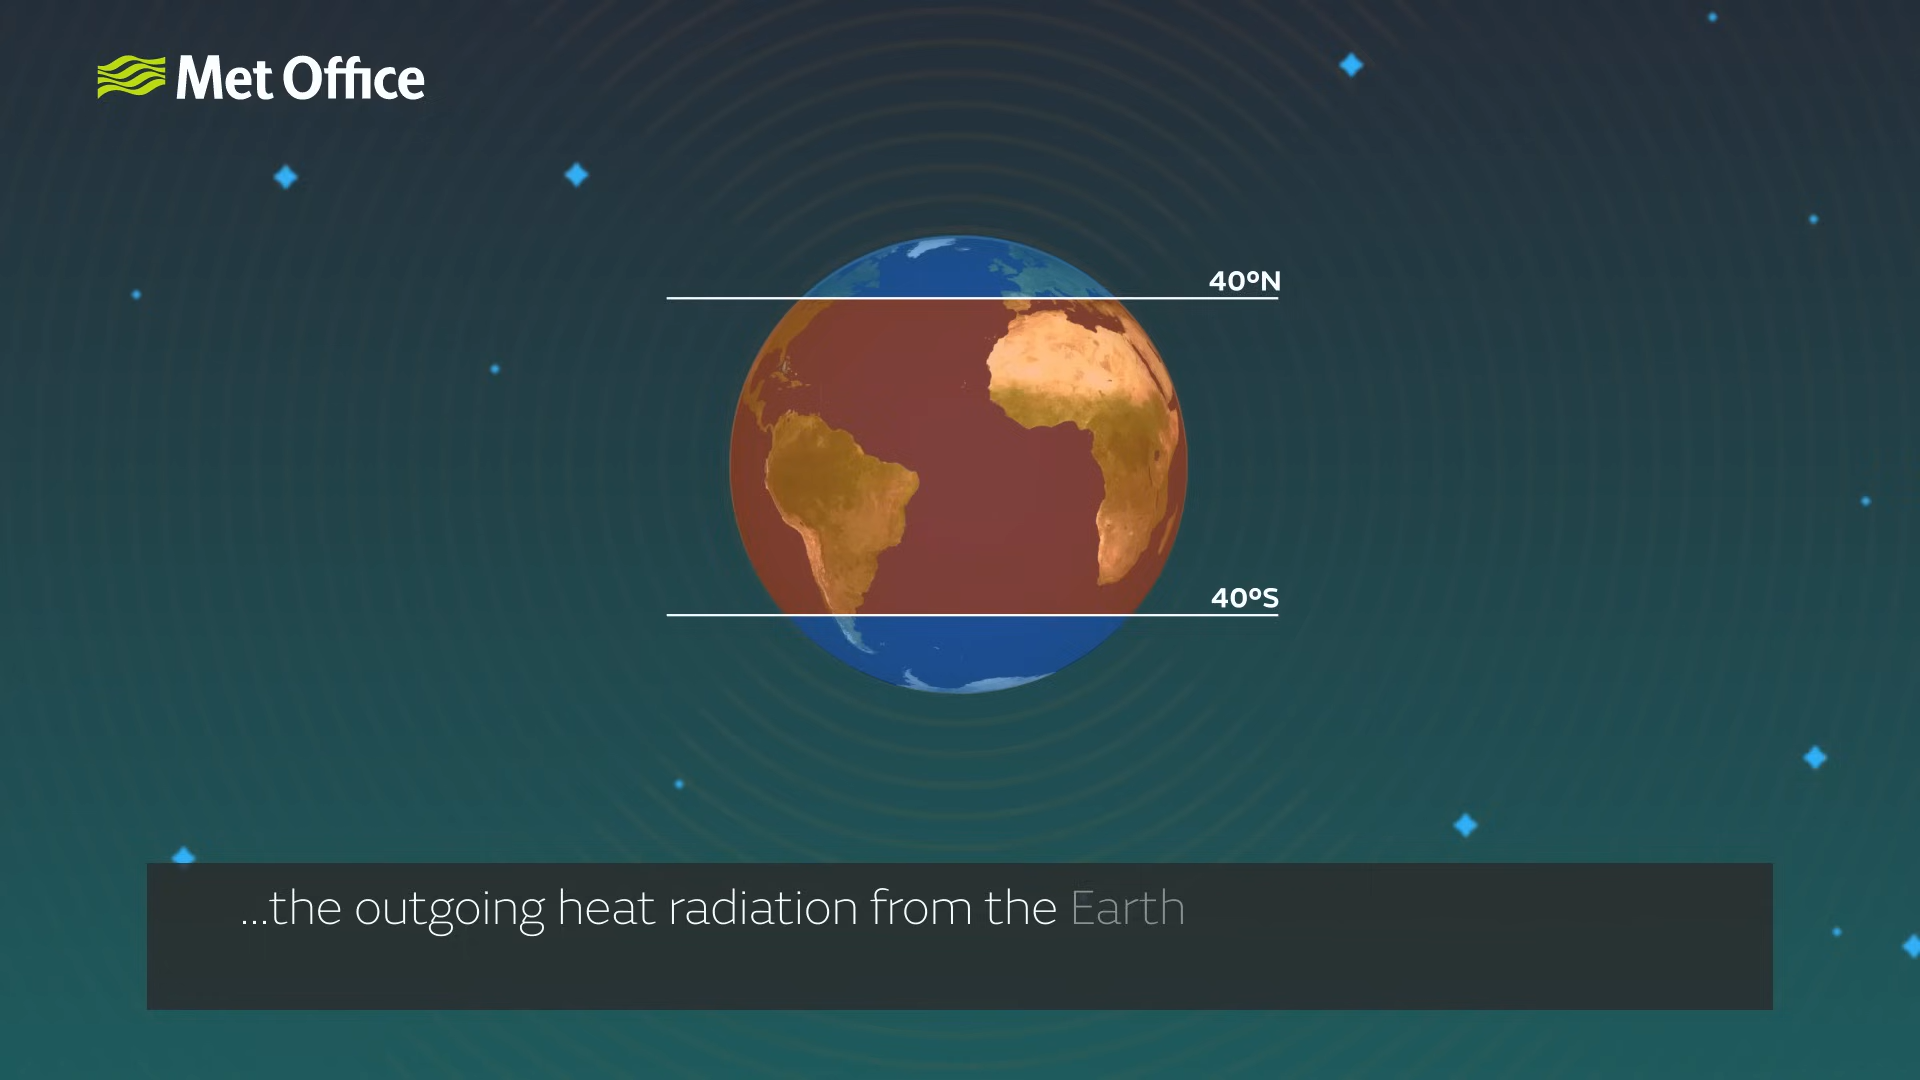 Met Office
40°N
40°S
...the outgoing heat radiation from the Earth